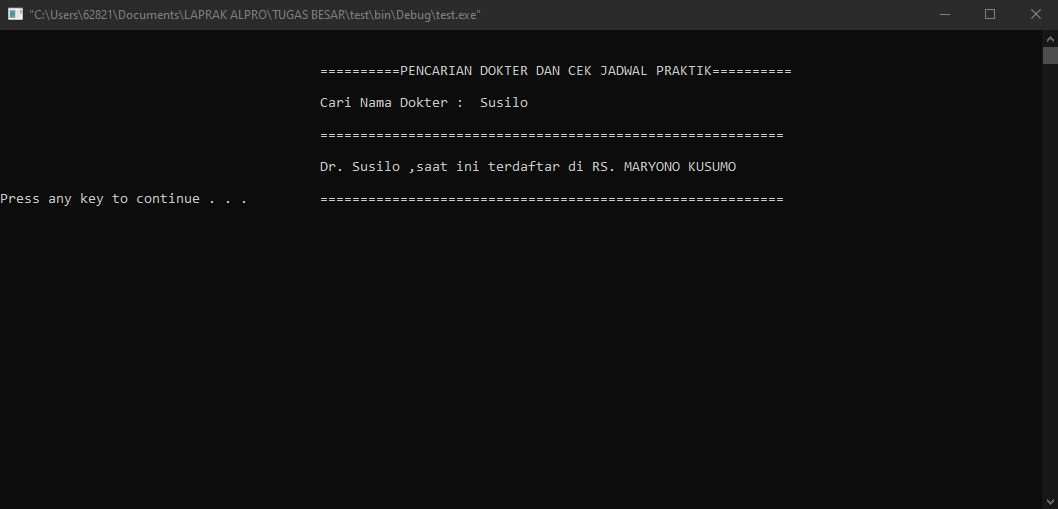 "C:\Users\62821\Documents\LAPRAK ALPRO\TUGAS BESAR\test\bin\Debug\test.exe"
==========PENCARIAN DOKTER DAN CEK JADWAL PRAKTIK==========
Cari Nama Dokter :  Susilo
==========================================================
Dr. Susilo ,saat ini terdaftar di RS. MARYONO KUSUMO
Press any key to continue . . .         ==========================================================